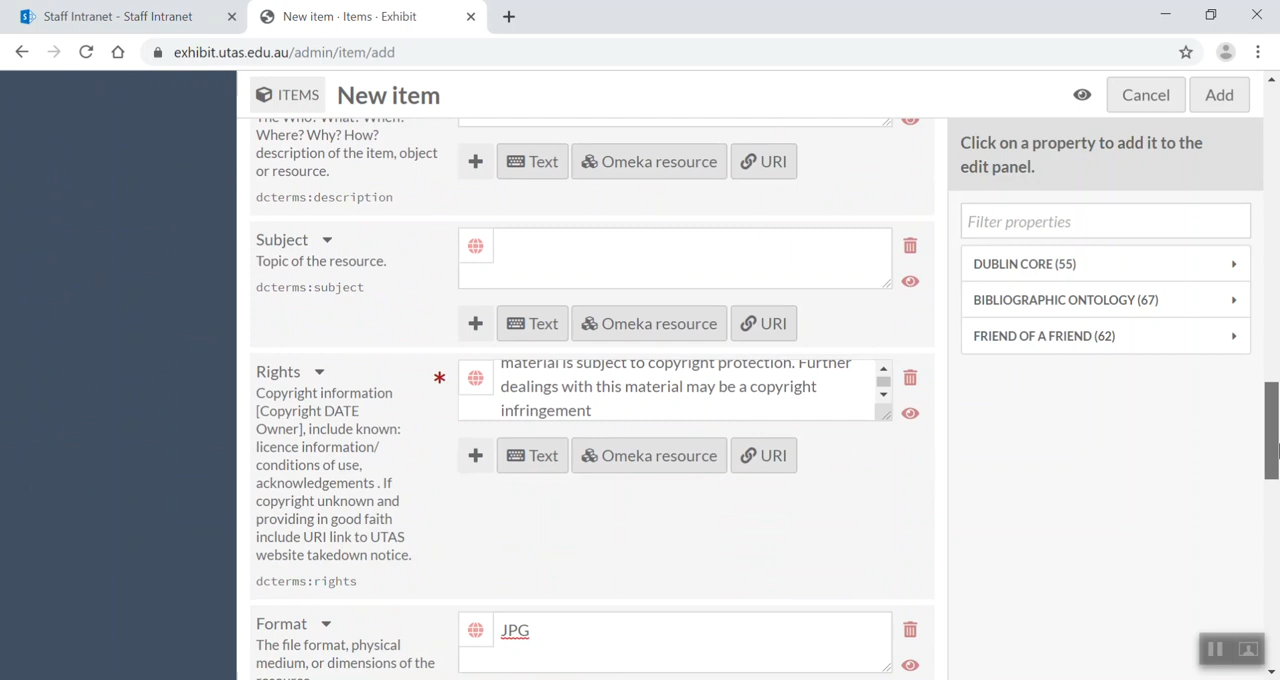 Staff Intranet - Staff Intranet
New item · Items · Exhibit
exhibit.utas.edu.au/admin/item/add
ITEMS
New item
Cancel
Add
The Who? What? When?
Where? Why? How?
description of the item, object
or resource.
dcterms:description
Text
Omeka resource
URI
Subject
Topic of the resource.
dcterms:subject
Text
Omeka resource
URI
Rights
Copyright information
[Copyright DATE
Owner], include known:
licence information/
conditions of use,
acknowledgements . If
copyright unknown and
providing in good faith
include URI link to UTAS
website takedown notice.
dcterms:rights
*
material is subject to copyright protection. Further
dealings with this material may be a copyright
infringement
Text
Omeka resource
URI
Format
The file format, physical
medium, or dimensions of the
resource.
JPG
Click on a property to add it to the
edit panel.
Filter properties
DUBLIN CORE (55)
BIBLIOGRAPHIC ONTOLOGY (67)
FRIEND OF A FRIEND (62)